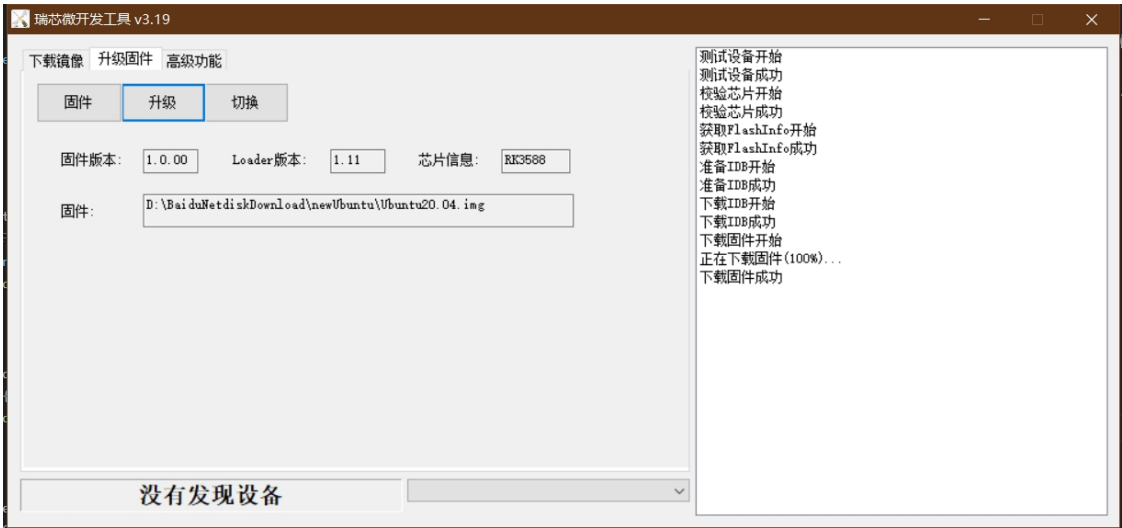 瑞芯微开发工具 v3.19
下载镜像 升级固件 高级功能
固件 升级 切换
固件版本: 1.0.00 Loader版本: 1.11 芯片信息: RK3588
固件: D:\BaiduNetdiskDownload\newUbuntu\Ubuntu20.04.img
没有发现设备
测试设备开始
测试设备成功
校验芯片开始
校验芯片成功
获取FlashInfo开始
获取FlashInfo成功
准备IDB开始
准备IDB成功
下载IDB开始
下载IDB成功
下载固件开始
正在下载固件(100%)...
下载固件成功